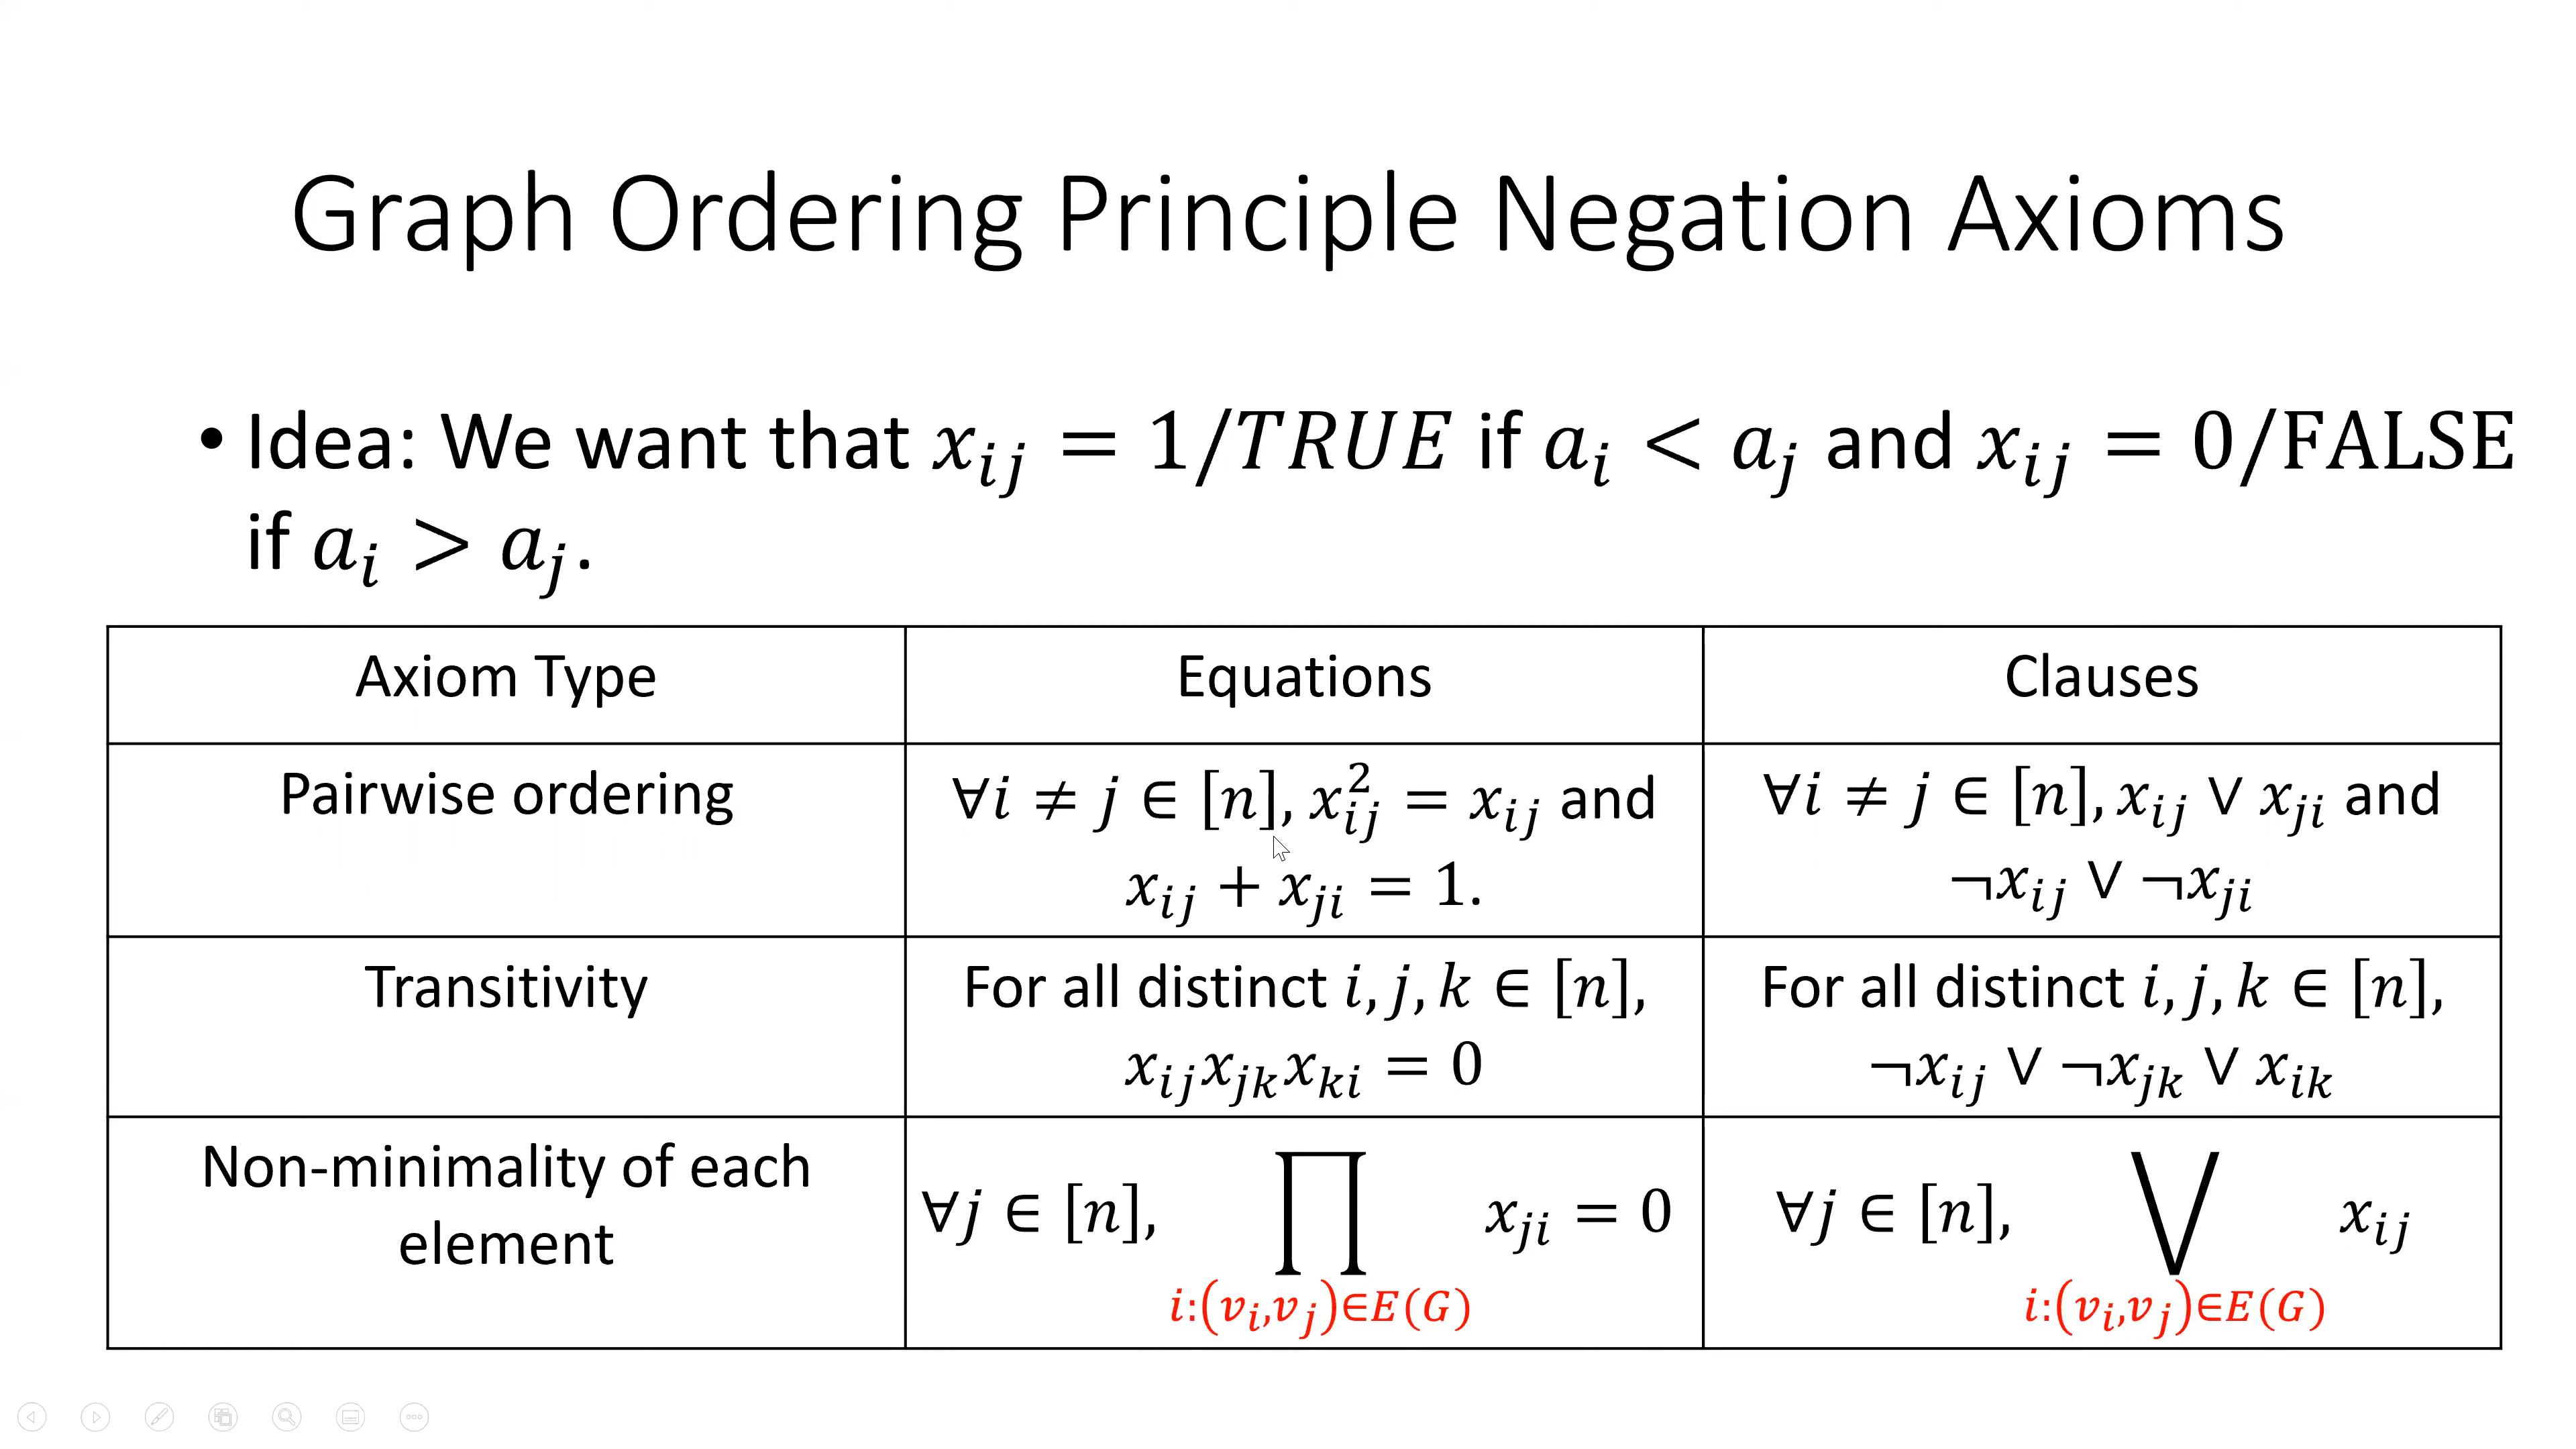 Graph Ordering Principle Negation Axioms
• Idea: We want that x_{ij} = 1/TRUE if a_i < a_j and x_{ij} = 0/FALSE
if a_i > a_j.
Axiom Type
Equations
Clauses
Pairwise ordering
∀i ≠ j ∈ [n], x_{ij}^2 = x_{ij} and
x_{ij} + x_{ji} = 1.
∀i ≠ j ∈ [n], x_{ij} ∨ x_{ji} and
¬x_{ij} ∨ ¬x_{ji}
Transitivity
For all distinct i, j, k ∈ [n],
x_{ij}x_{jk}x_{ki} = 0
For all distinct i, j, k ∈ [n],
¬x_{ij} ∨ ¬x_{jk} ∨ x_{ik}
Non-minimality of each
element
∀j ∈ [n], ∏ x_{ji} = 0
i:(v_i,v_j)∈E(G)
∀j ∈ [n], ⋁ x_{ij}
i:(v_i,v_j)∈E(G)